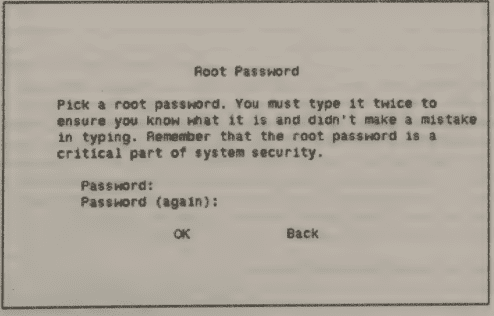 Root Password
Pick a root password. You must type it twice to
ensure you know what it is and didn't make a mistake
in typing. Remember that the root password is a
critical part of system security.
Password:
Password (again):
OK Back